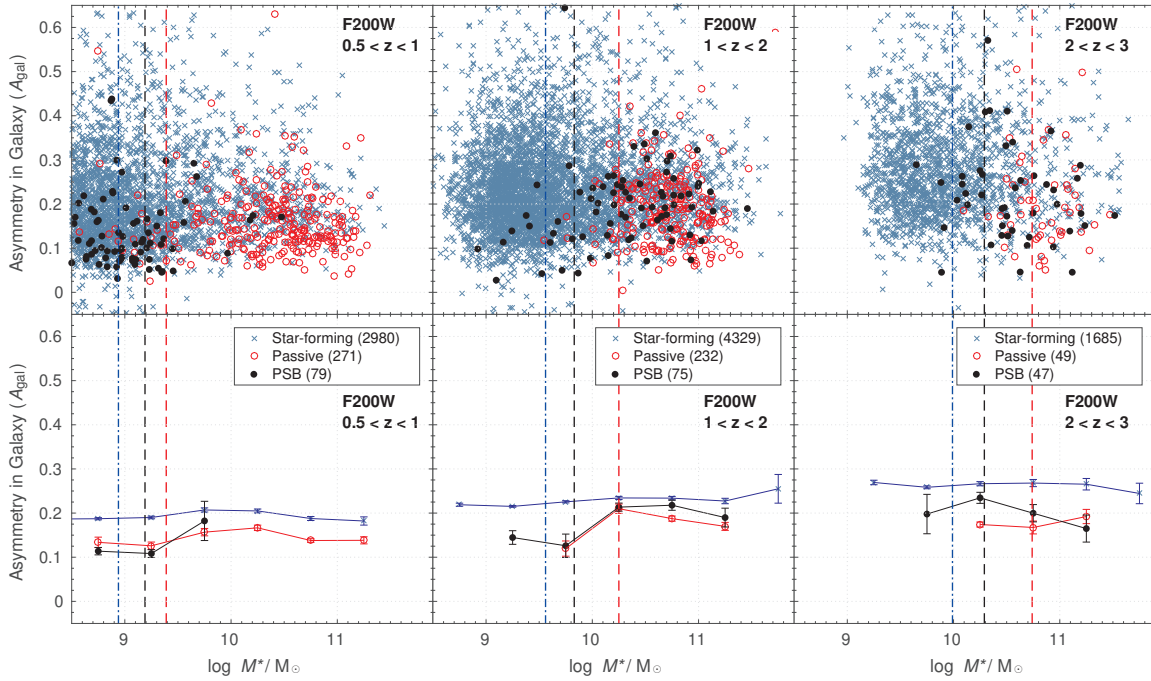 Asymmetry in Galaxy (Agal)
0.6
0.5
0.4
0.3
0.2
0.1
0
F200W
0.5 < z < 1
F200W
1 < z < 2
F200W
2 < z < 3
Asymmetry in Galaxy (Agal)
0.6
0.5
0.4
0.3
0.2
0.1
0
Star-forming (2980)
Passive (271)
PSB (79)
F200W
0.5 < z < 1
Star-forming (4329)
Passive (232)
PSB (75)
F200W
1 < z < 2
Star-forming (1685)
Passive (49)
PSB (47)
F200W
2 < z < 3
9 10 11
9 10 11
9 10 11
log M*/ M⊙
log M*/ M⊙
log M*/ M⊙